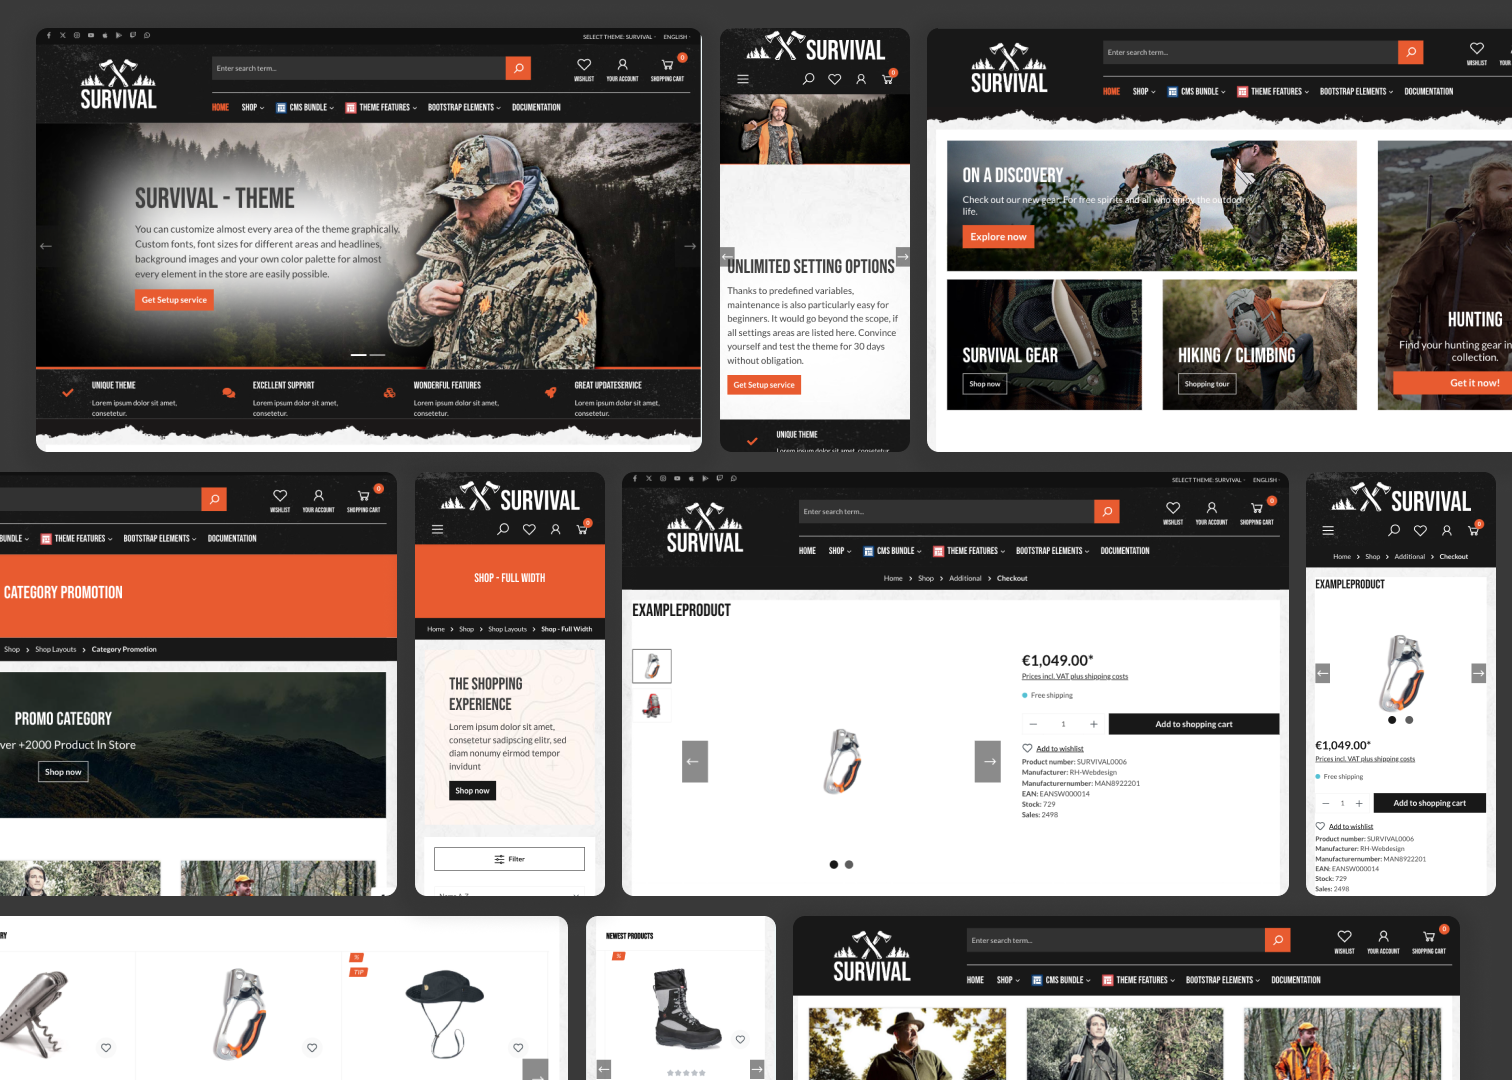 SELECT THEME: SURVIVAL
ENGLISH
SURVIVAL
Enter search term...
0
WISHLIST
YOUR ACCOUNT
SHOPPING CART
HOME
SHOP
CMS BUNDLE
THEME FEATURES
BOOTSTRAP ELEMENTS
DOCUMENTATION
SURVIVAL - THEME
You can customize almost every area of the theme graphically.
Custom fonts, font sizes for different areas and headlines,
background images and your own color palette for almost
every element in the store are easily possible.
Get Setup service
UNIQUE THEME
Lorem ipsum dolor sit amet,
consetetur.
EXCELLENT SUPPORT
Lorem ipsum dolor sit amet,
consetetur.
WONDERFUL FEATURES
Lorem ipsum dolor sit amet,
consetetur.
GREAT UPDATESERVICE
Lorem ipsum dolor sit amet,
consetetur.
SURVIVAL
0
UNLIMITED SETTING OPTIONS
Thanks to predefined variables,
maintenance is also particularly easy for
beginners. It would go beyond the scope, if
all settings areas are listed here. Convince
yourself and test the theme for 30 days
without obligation.
Get Setup service
UNIQUE THEME
Lorem ipsum dolor sit amet, consetetur
SURVIVAL
Enter search term...
WISHLIST
YOUR
HOME
SHOP
CMS BUNDLE
THEME FEATURES
BOOTSTRAP ELEMENTS
DOCUMENTATION
ON A DISCOVERY
Check out our new gear. For free spirits and all who enjoy the outdoor
life.
Explore now
SURVIVAL GEAR
Shop now
HIKING / CLIMBING
Shopping tour
HUNTING
Find your hunting gear in
collection.
Get it now!
0
WISHLIST
YOUR ACCOUNT
SHOPPING CART
BUNDLE
THEME FEATURES
BOOTSTRAP ELEMENTS
DOCUMENTATION
CATEGORY PROMOTION
Shop
Shop Layouts
Category Promotion
PROMO CATEGORY
ver +2000 Product In Store
Shop now
SURVIVAL
0
SHOP - FULL WIDTH
Home
Shop
Shop Layouts
Shop - Full Width
THE SHOPPING
EXPERIENCE
Lorem ipsum dolor sit amet,
consetetur sadipscing elitr, sed
diam nonumy eirmod tempor
invidunt
Shop now
Filter
SELECT THEME: SURVIVAL
ENGLISH
SURVIVAL
Enter search term...
0
WISHLIST
YOUR ACCOUNT
SHOPPING CART
HOME
SHOP
CMS BUNDLE
THEME FEATURES
BOOTSTRAP ELEMENTS
DOCUMENTATION
Home
Shop
Additional
Checkout
EXAMPLEPRODUCT
€1,049.00*
Prices incl. VAT plus shipping costs
Free shipping
1
Add to shopping cart
Add to wishlist
Product number: SURVIVAL0006
Manufacturer: RH-Webdesign
Manufacturernumber: MAN8922201
EAN: EANSW000014
Stock: 729
Sales: 2498
SURVIVAL
0
Home
Shop
Additional
Checkout
EXAMPLEPRODUCT
€1,049.00*
Prices incl. VAT plus shipping costs
Free shipping
1
Add to shopping cart
Add to wishlist
Product number: SURVIVAL0006
Manufacturer: RH-Webdesign
Manufacturernumber: MAN8922201
EAN: EANSW000014
Stock: 729
Sales: 2498
RY
%
TIP
NEWEST PRODUCTS
%
SURVIVAL
Enter search term...
0
WISHLIST
YOUR ACCOUNT
SHOPPING CART
HOME
SHOP
CMS BUNDLE
THEME FEATURES
BOOTSTRAP ELEMENTS
DOCUMENTATION